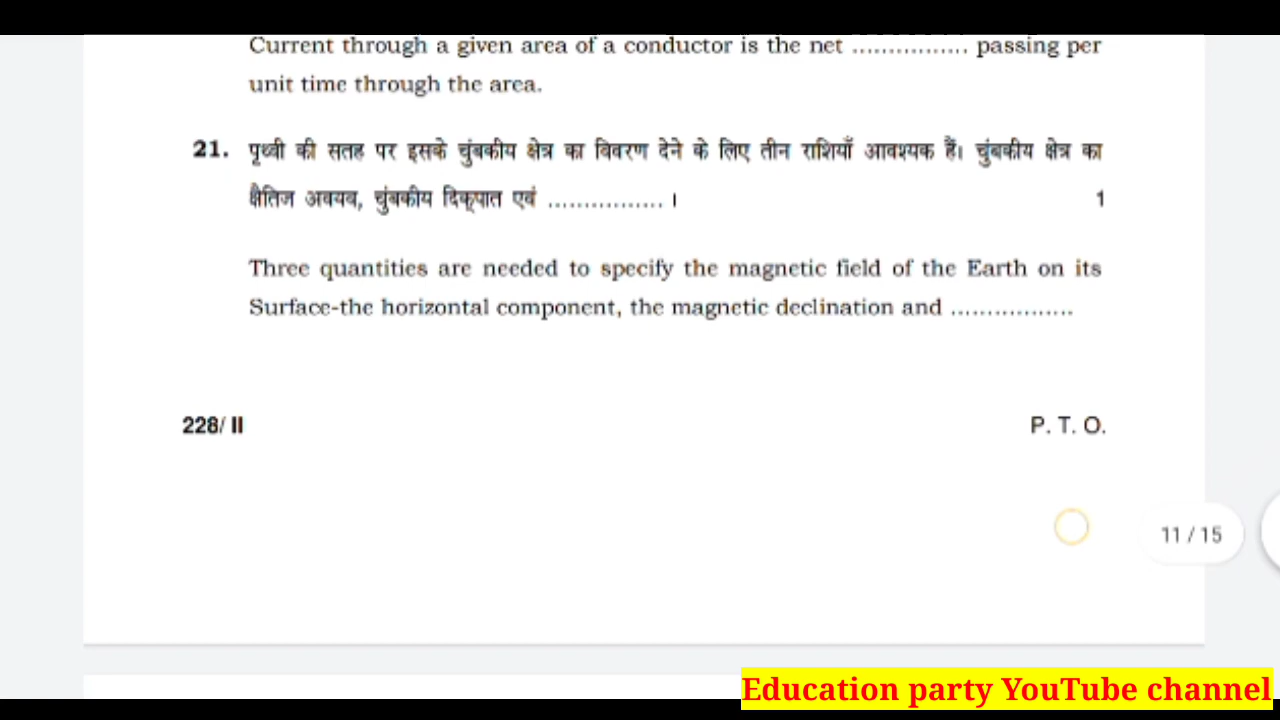 Current through a given area of a conductor is the net ................ passing per
unit time through the area.
21. पृथ्वी की सतह पर इसके चुंबकीय क्षेत्र का विवरण देने के लिए तीन राशियाँ आवश्यक हैं। चुंबकीय क्षेत्र का
क्षैतिज अवयव, चुंबकीय दिक्‌पात एवं ................ । 1
Three quantities are needed to specify the magnetic field of the Earth on its
Surface-the horizontal component, the magnetic declination and .................
228/ II P. T. O.
11 / 15
Education party YouTube channel